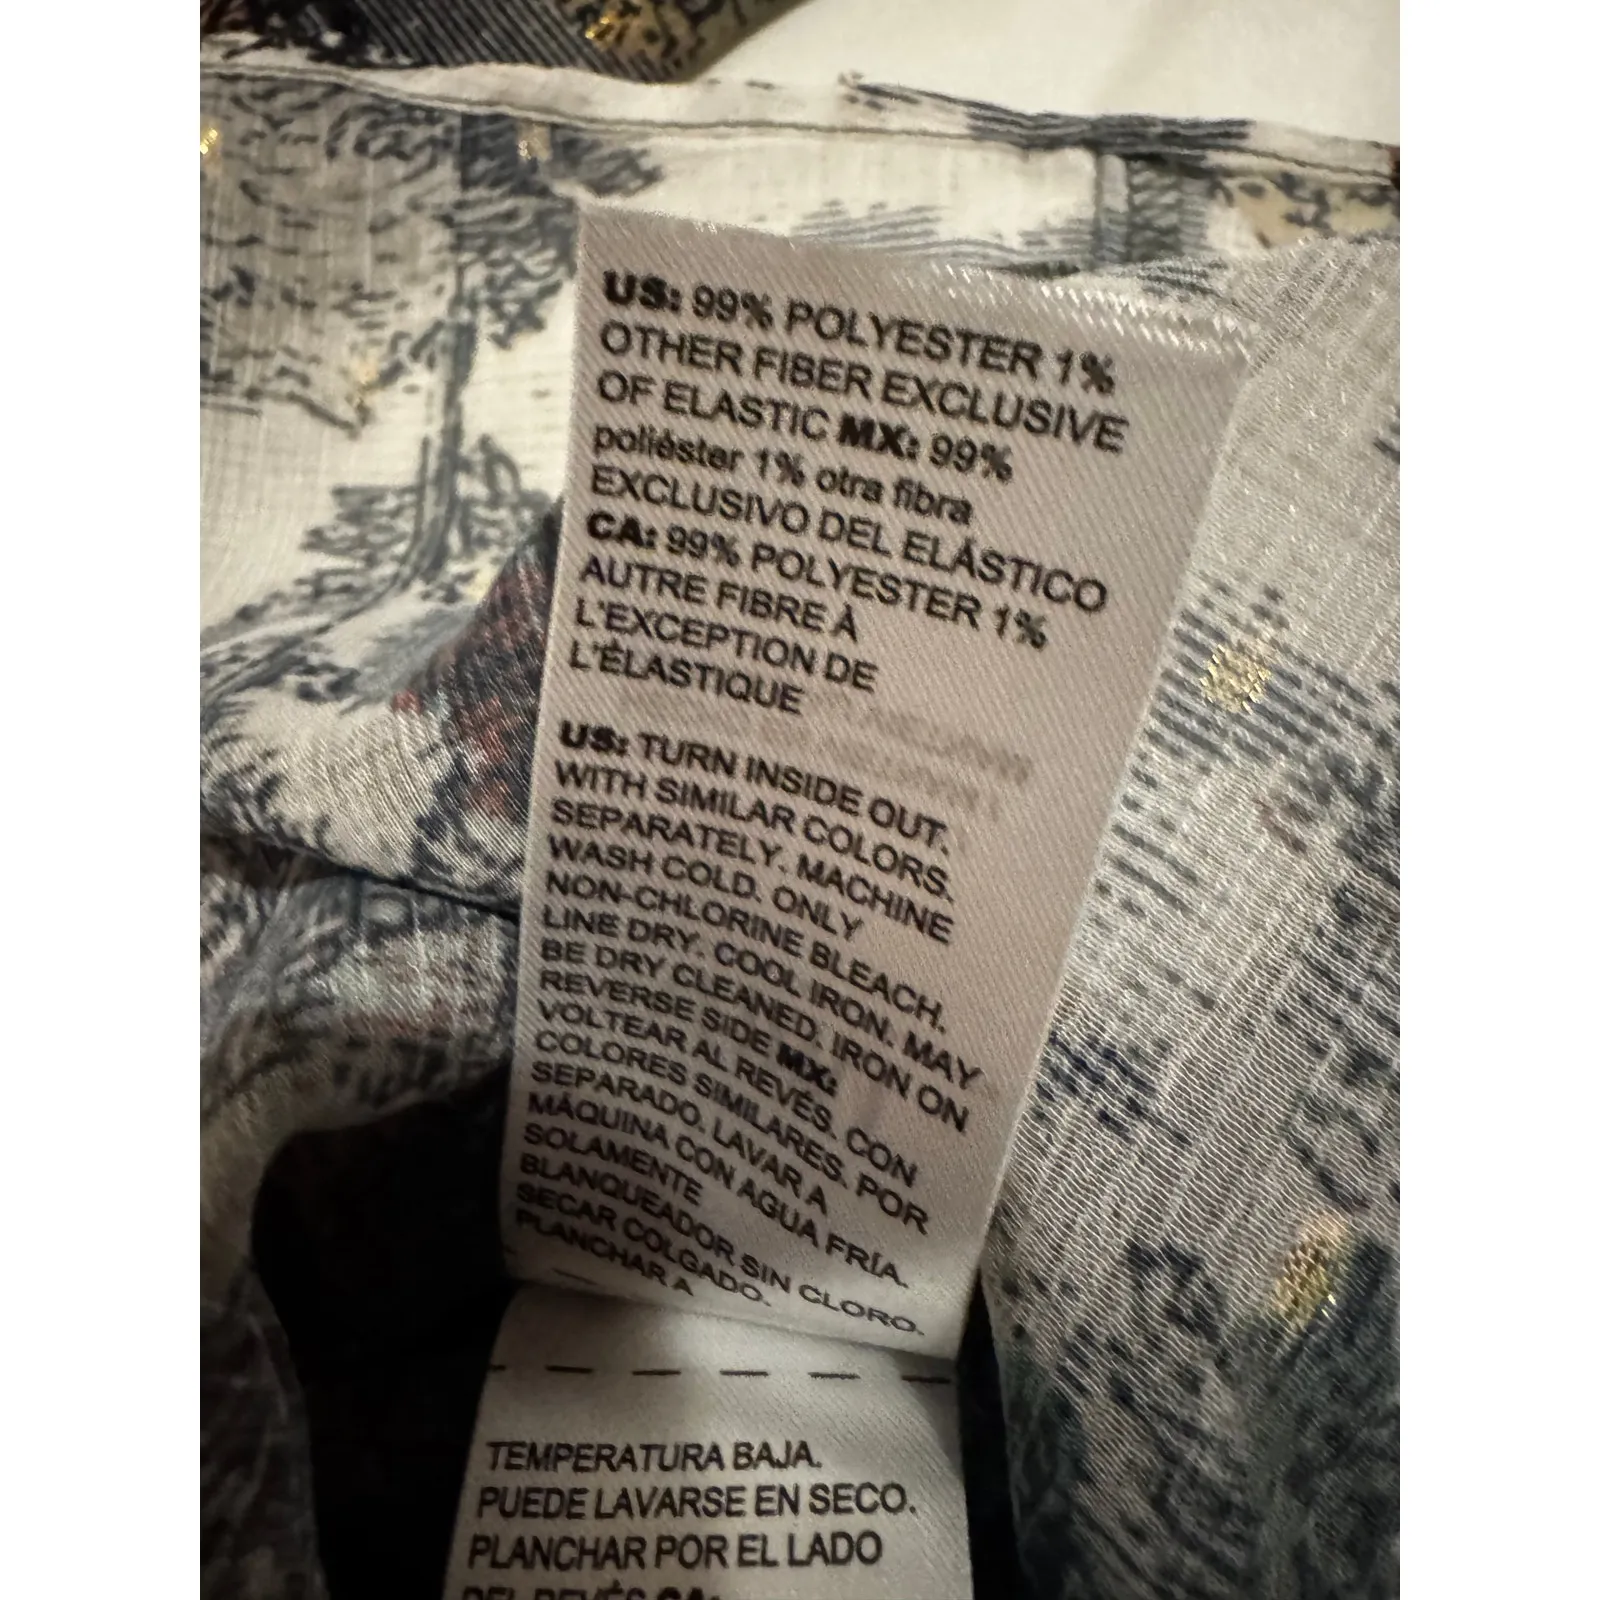 US: 99% POLYESTER 1%
OTHER FIBER EXCLUSIVE
OF ELASTIC MX: 99%
poliéster 1% otra fibra
EXCLUSIVO DEL ELÁSTICO
CA: 99% POLYESTER 1%
AUTRE FIBRE À
L'EXCEPTION DE
L'ÉLASTIQUE
US: TURN INSIDE OUT.
WITH SIMILAR COLORS.
SEPARATELY. MACHINE
WASH COLD. ONLY
NON-CHLORINE BLEACH.
LINE DRY. COOL IRON. MAY
BE DRY CLEANED. IRON ON
REVERSE SIDE MX:
VOLTEAR AL REVÉS. CON
COLORES SIMILARES. POR
SEPARADO. LAVAR A
MÁQUINA CON AGUA FRÍA.
SOLAMENTE
BLANQUEADOR SIN CLORO.
SECAR COLGADO.
PLANCHAR A
TEMPERATURA BAJA.
PUEDE LAVARSE EN SECO.
PLANCHAR POR EL LADO
DEL REVÉS CA: